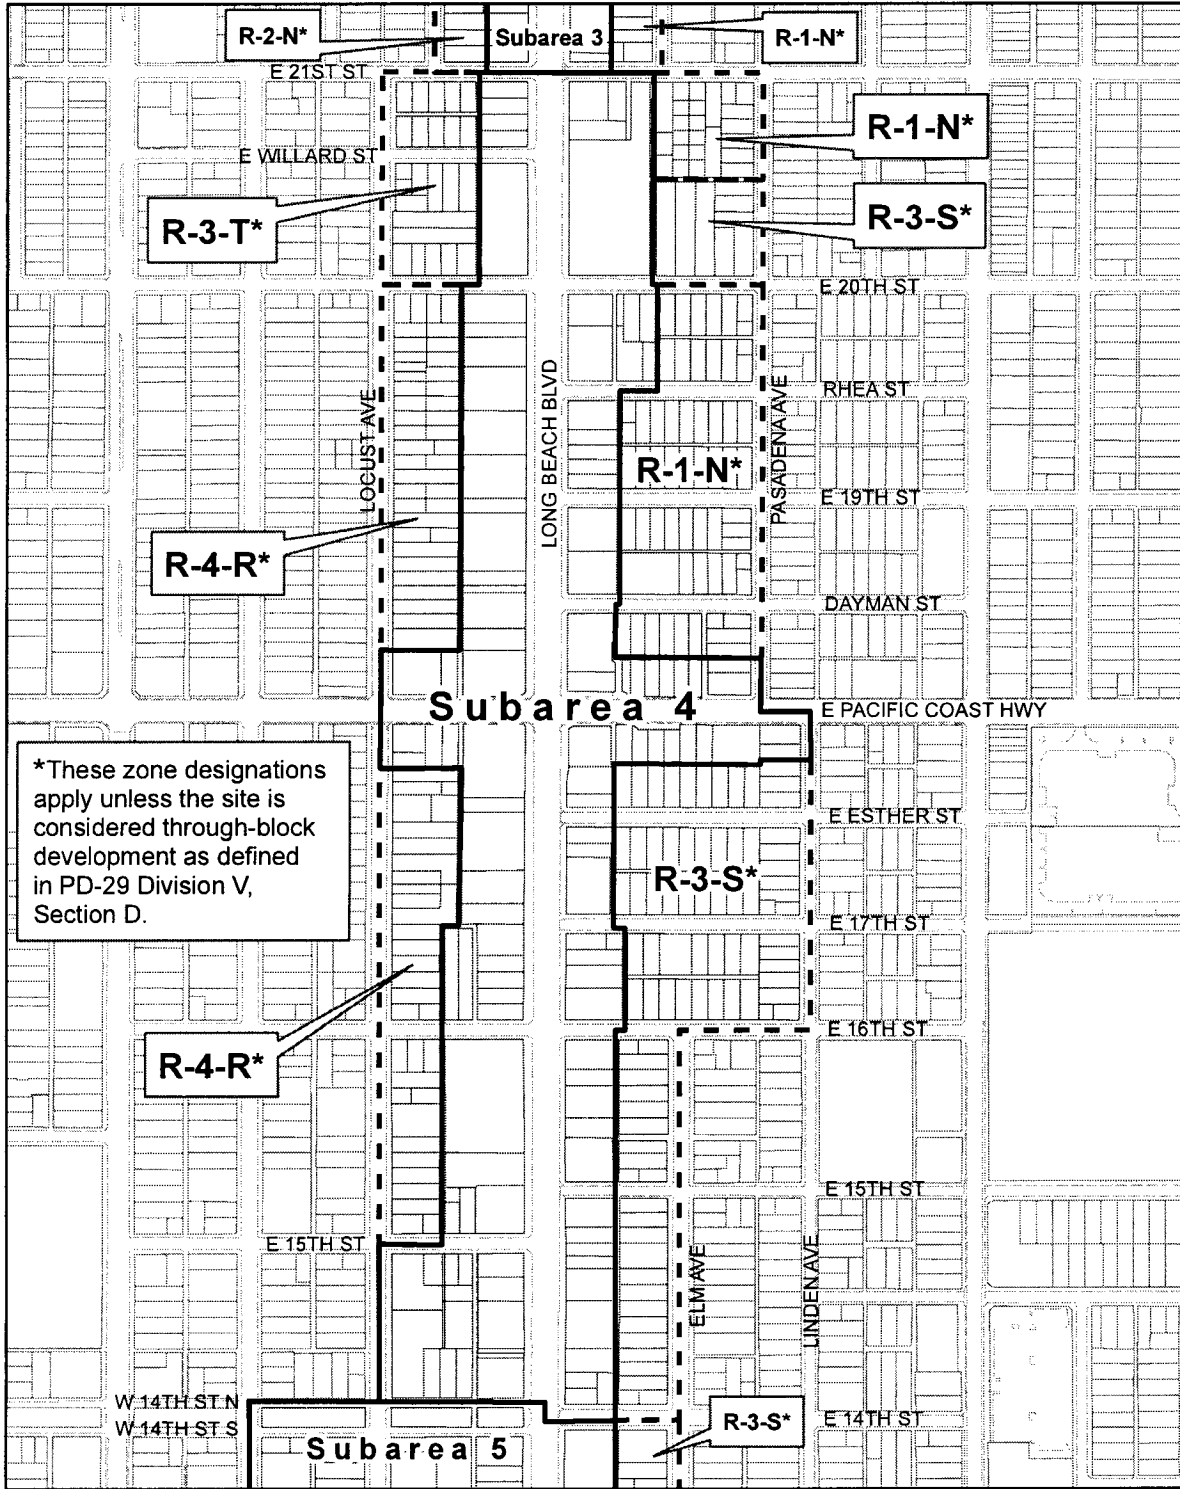 R-2-N*
Subarea 3
R-1-N*
E 21ST ST
R-1-N*
E WILLARD ST
R-3-T*
R-3-S*
E 20TH ST
LOCUST AVE
LONG BEACH BLVD
PASADENA AVE
RHEA ST
R-1-N*
E 19TH ST
R-4-R*
DAYMAN ST
Subarea 4
E PACIFIC COAST HWY
*These zone designations
apply unless the site is
considered through-block
development as defined
in PD-29 Division V,
Section D.
E ESTHER ST
R-3-S*
E 17TH ST
E 16TH ST
R-4-R*
E 15TH ST
E 15TH ST
ELM AVE
LINDEN AVE
W 14TH ST N
W 14TH ST S
R-3-S*
E 14TH ST
Subarea 5